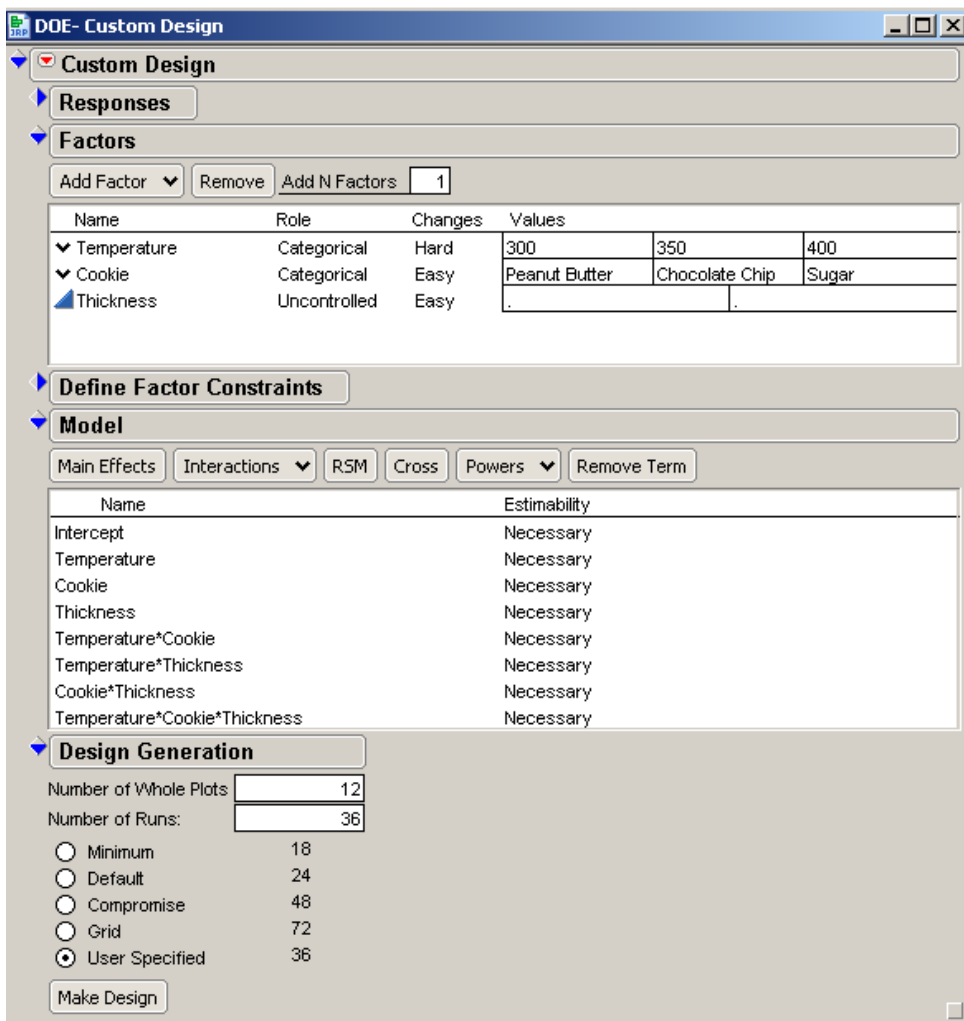 JRP DOE- Custom Design
Custom Design
Responses
Factors
Add Factor Remove Add N Factors 1
Name Role Changes Values
Temperature Categorical Hard 300 350 400
Cookie Categorical Easy Peanut Butter Chocolate Chip Sugar
Thickness Uncontrolled Easy . .
Define Factor Constraints
Model
Main Effects Interactions RSM Cross Powers Remove Term
Name Estimability
Intercept Necessary
Temperature Necessary
Cookie Necessary
Thickness Necessary
Temperature*Cookie Necessary
Temperature*Thickness Necessary
Cookie*Thickness Necessary
Temperature*Cookie*Thickness Necessary
Design Generation
Number of Whole Plots 12
Number of Runs: 36
Minimum 18
Default 24
Compromise 48
Grid 72
User Specified 36
Make Design